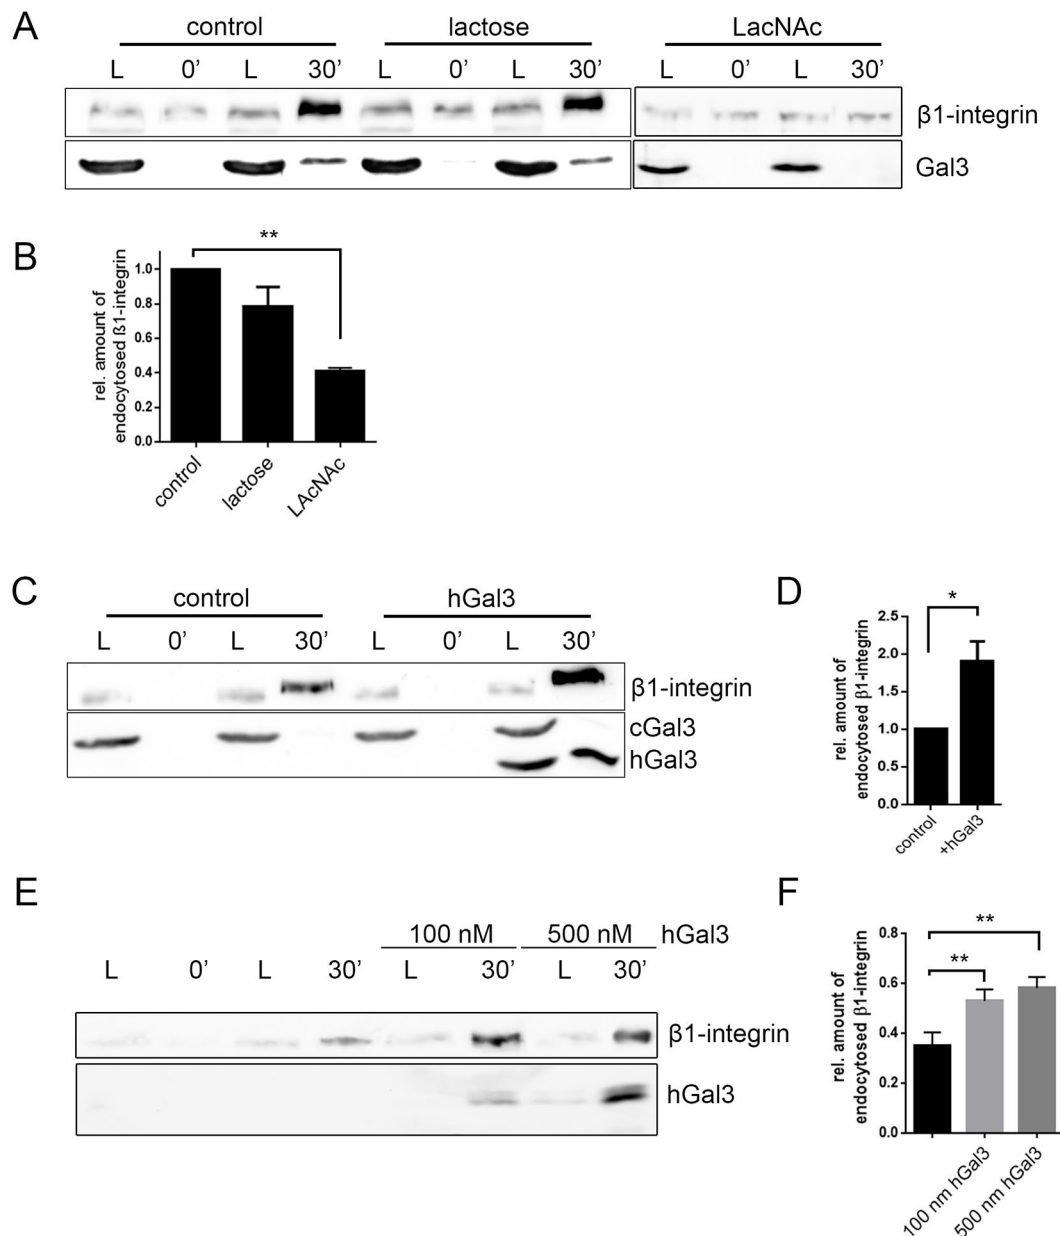 A
control lactose LacNAc
L 0’ L 30’ L 0’ L 30’ L 0’ L 30’
β1-integrin
Gal3
B
**
rel. amount of
endocytosed ß1-integrin
1.0
0.8
0.6
0.4
0.2
0.0
control
lactose
LAcNAc
C
control hGal3
L 0’ L 30’ L 0’ L 30’
β1-integrin
cGal3
hGal3
D
*
rel. amount of
endocytosed β1-integrin
2.5
2.0
1.5
1.0
0.5
0.0
control
+hGal3
E
100 nM 500 nM hGal3
L 0’ L 30’ L 30’ L 30’
β1-integrin
hGal3
F
**
**
rel. amount of
endocytosed β1-integrin
0.8
0.6
0.4
0.2
0.0
100 nm hGal3
500 nm hGal3